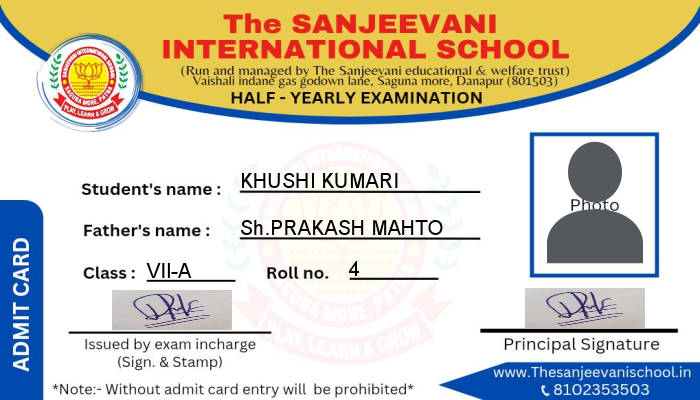 The SANJEEVANI
INTERNATIONAL SCHOOL
(Run and managed by The Sanjeevani educational & welfare trust)
Vaishali indane gas godown lane, Saguna more, Danapur (801503)
HALF - YEARLY EXAMINATION
SANJEEVANI INTERNATIONAL SCHOOL
SAGUNA MORE, PATNA
PLAY, LEARN & GROW
Student's name : KHUSHI KUMARI
Father's name : Sh.PRAKASH MAHTO
Class : VII-A Roll no. 4
Photo
ADMIT CARD
Issued by exam incharge
(Sign. & Stamp)
Principal Signature
*Note:- Without admit card entry will be prohibited*
www.Thesanjeevanischool.in
8102353503